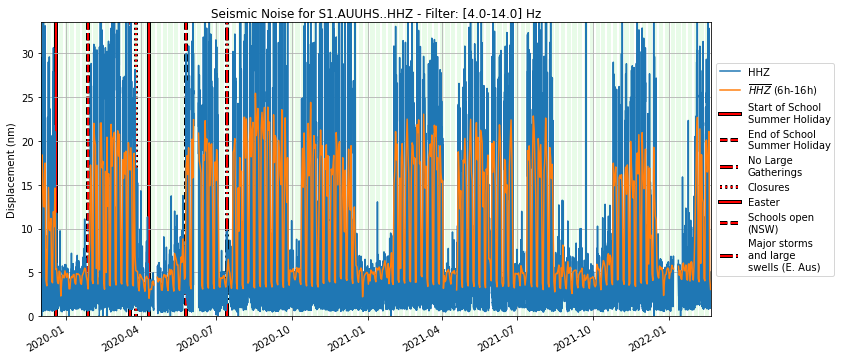 Seismic Noise for S1.AUUHS..HHZ - Filter: [4.0-14.0] Hz
Displacement (nm)
30
25
20
15
10
5
0
2020-01
2020-04
2020-07
2020-10
2021-01
2021-04
2021-07
2021-10
2022-01
HHZ
HHZ (6h-16h)
Start of School
Summer Holiday
End of School
Summer Holiday
No Large
Gatherings
Closures
Easter
Schools open
(NSW)
Major storms
and large
swells (E. Aus)